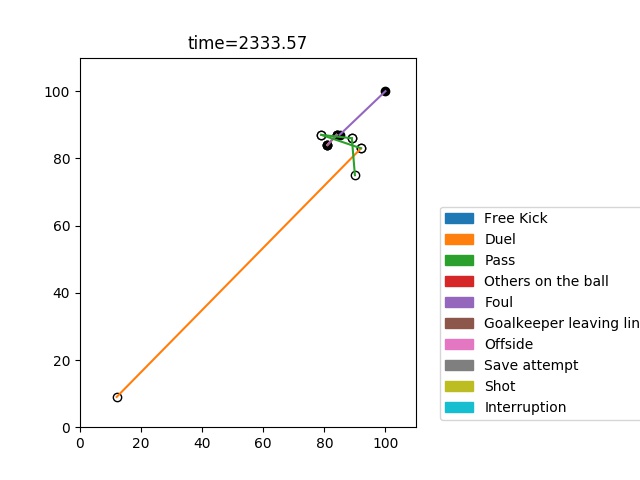 time=2333.57
100
80
60
40
20
0
0 20 40 60 80 100
Free Kick
Duel
Pass
Others on the ball
Foul
Goalkeeper leaving lin
Offside
Save attempt
Shot
Interruption